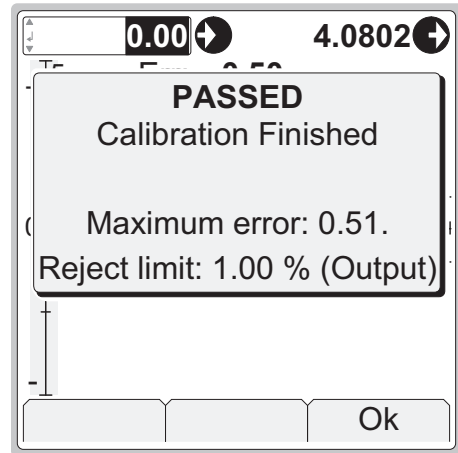 0.00 4.0802
PASSED
Calibration Finished
Maximum error: 0.51.
Reject limit: 1.00 % (Output)
Ok